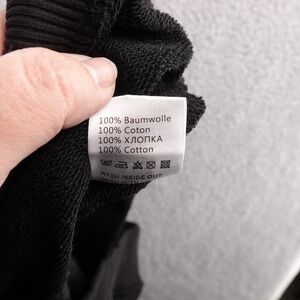 100% Baumwolle
100% Coton
100% ХЛОПКА
100% Cotton
WASH INSIDE OUT